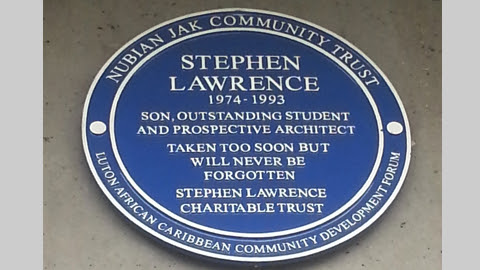 NUBIAN JAK COMMUNITY TRUST
STEPHEN
LAWRENCE
1974 - 1993
SON, OUTSTANDING STUDENT
AND PROSPECTIVE ARCHITECT
TAKEN TOO SOON BUT
WILL NEVER BE
FORGOTTEN
STEPHEN LAWRENCE
CHARITABLE TRUST
LUTON AFRICAN CARIBBEAN COMMUNITY DEVELOPMENT FORUM